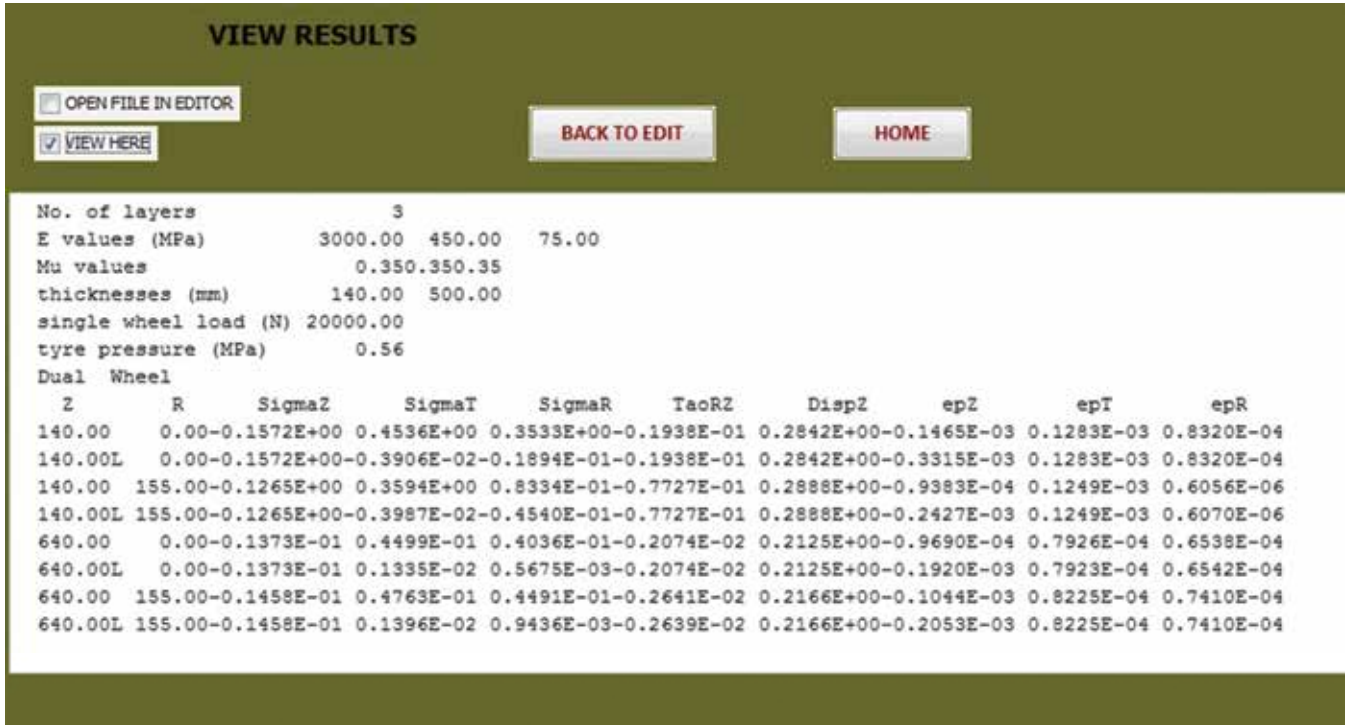 VIEW RESULTS
OPEN FIILE IN EDITOR
VIEW HERE
BACK TO EDIT
HOME
No. of layers 3
E values (MPa) 3000.00 450.00 75.00
Mu values 0.350.350.35
thicknesses (mm) 140.00 500.00
single wheel load (N) 20000.00
tyre pressure (MPa) 0.56
Dual Wheel
Z R SigmaZ SigmaT SigmaR TaoRZ DispZ epZ epT epR
140.00 0.00-0.1572E+00 0.4536E+00 0.3533E+00-0.1938E-01 0.2842E+00-0.1465E-03 0.1283E-03 0.8320E-04
140.00L 0.00-0.1572E+00-0.3906E-02-0.1894E-01-0.1938E-01 0.2842E+00-0.3315E-03 0.1283E-03 0.8320E-04
140.00 155.00-0.1265E+00 0.3594E+00 0.8334E-01-0.7727E-01 0.2888E+00-0.9383E-04 0.1249E-03 0.6056E-06
140.00L 155.00-0.1265E+00-0.3987E-02-0.4540E-01-0.7727E-01 0.2888E+00-0.2427E-03 0.1249E-03 0.6070E-06
640.00 0.00-0.1373E-01 0.4499E-01 0.4036E-01-0.2074E-02 0.2125E+00-0.9690E-04 0.7926E-04 0.6538E-04
640.00L 0.00-0.1373E-01 0.1335E-02 0.5675E-03-0.2074E-02 0.2125E+00-0.1920E-03 0.7923E-04 0.6542E-04
640.00 155.00-0.1458E-01 0.4763E-01 0.4491E-01-0.2641E-02 0.2166E+00-0.1044E-03 0.8225E-04 0.7410E-04
640.00L 155.00-0.1458E-01 0.1396E-02 0.9436E-03-0.2639E-02 0.2166E+00-0.2053E-03 0.8225E-04 0.7410E-04